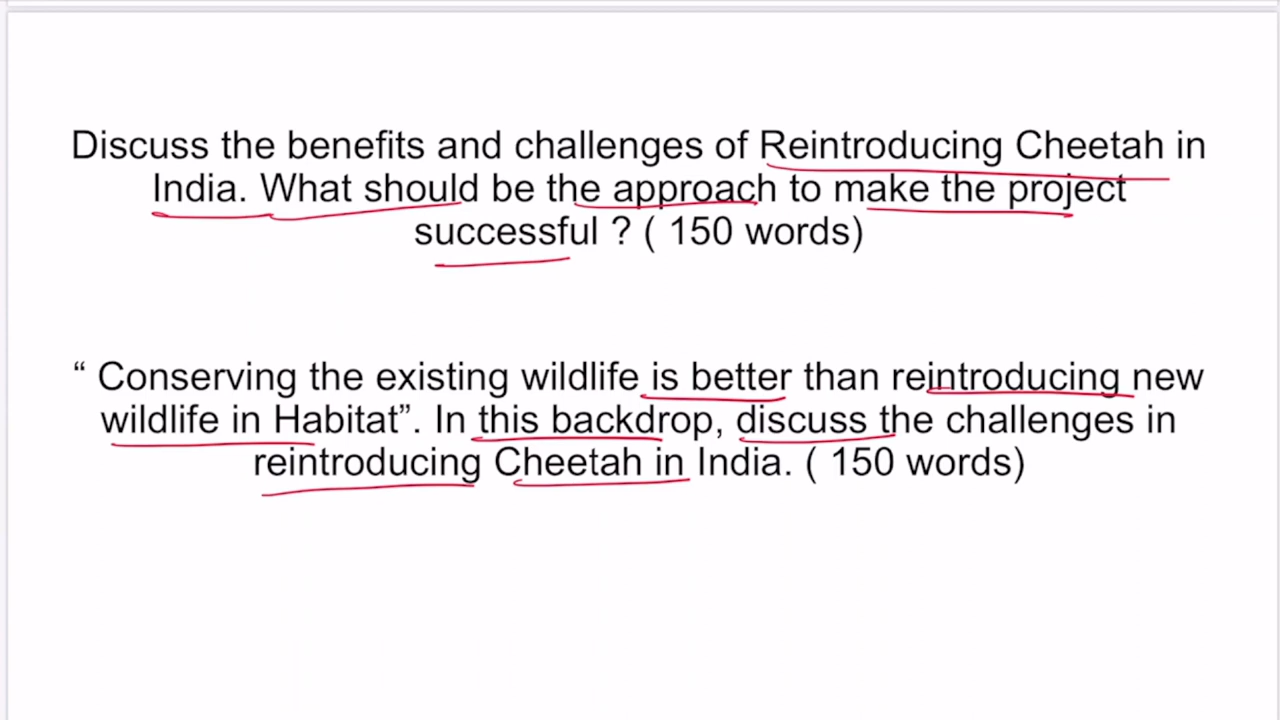 Discuss the benefits and challenges of Reintroducing Cheetah in
India. What should be the approach to make the project
successful ? ( 150 words)
“ Conserving the existing wildlife is better than reintroducing new
wildlife in Habitat”. In this backdrop, discuss the challenges in
reintroducing Cheetah in India. ( 150 words)